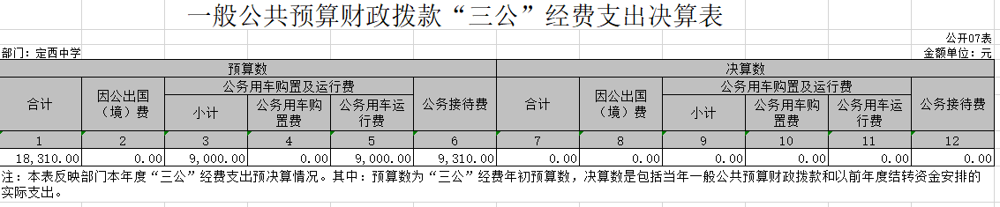 一般公共预算财政拨款“三公”经费支出决算表
公开07表
部门：定西中学 金额单位：元
预算数 决算数
合计 因公出国（境）费 公务用车购置及运行费 公务接待费 合计 因公出国（境）费 公务用车购置及运行费 公务接待费
小计 公务用车购置费 公务用车运行费 小计 公务用车购置费 公务用车运行费
1 2 3 4 5 6 7 8 9 10 11 12
18,310.00 0.00 9,000.00 0.00 9,000.00 9,310.00 0.00 0.00 0.00 0.00 0.00 0.00
注：本表反映部门本年度“三公”经费支出预决算情况。其中：预算数为“三公”经费年初预算数，决算数是包括当年一般公共预算财政拨款和以前年度结转资金安排的
实际支出。